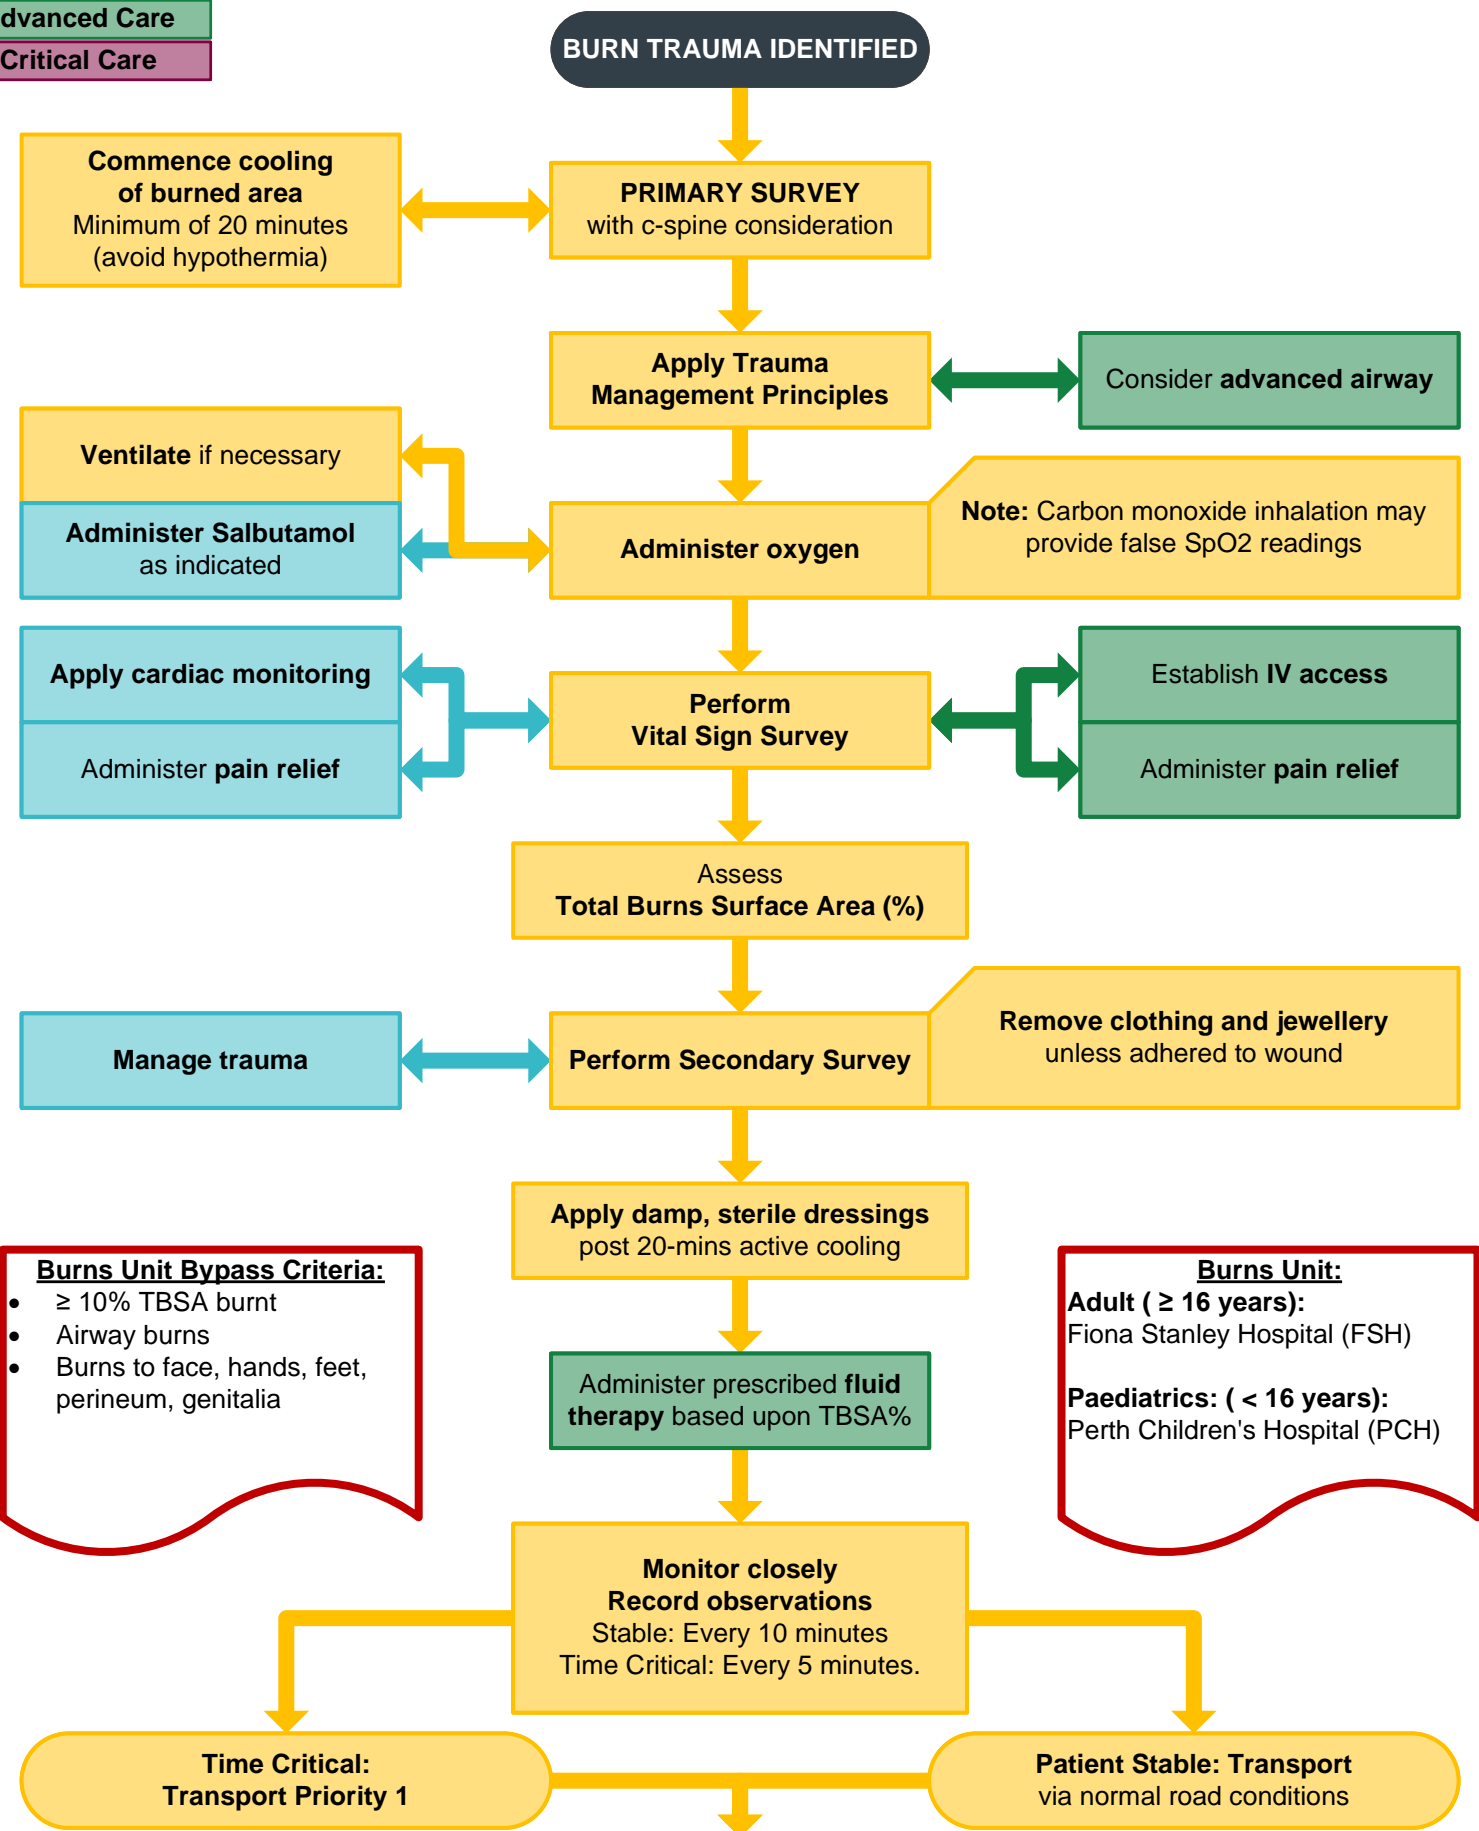 dvanced Care
Critical Care
BURN TRAUMA IDENTIFIED
Commence cooling
of burned area
Minimum of 20 minutes
(avoid hypothermia)
PRIMARY SURVEY
with c-spine consideration
Apply Trauma
Management Principles
Consider advanced airway
Ventilate if necessary
Administer Salbutamol
as indicated
Administer oxygen
Note: Carbon monoxide inhalation may
provide false SpO2 readings
Apply cardiac monitoring
Administer pain relief
Perform
Vital Sign Survey
Establish IV access
Administer pain relief
Assess
Total Burns Surface Area (%)
Manage trauma
Perform Secondary Survey
Remove clothing and jewellery
unless adhered to wound
Apply damp, sterile dressings
post 20-mins active cooling
Burns Unit Bypass Criteria:
• ≥ 10% TBSA burnt
• Airway burns
• Burns to face, hands, feet,
perineum, genitalia
Burns Unit:
Adult ( ≥ 16 years):
Fiona Stanley Hospital (FSH)
Paediatrics: ( < 16 years):
Perth Children's Hospital (PCH)
Administer prescribed fluid
therapy based upon TBSA%
Monitor closely
Record observations
Stable: Every 10 minutes
Time Critical: Every 5 minutes.
Time Critical:
Transport Priority 1
Patient Stable: Transport
via normal road conditions